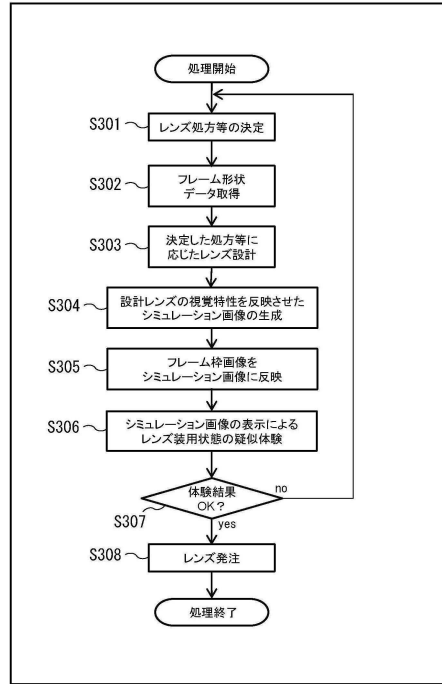 処理開始
S301
レンズ処方等の決定
S302
フレーム形状
データ取得
S303
決定した処方等に
応じたレンズ設計
S304
設計レンズの視覚特性を反映させた
シミュレーション画像の生成
S305
フレーム枠画像を
シミュレーション画像に反映
S306
シミュレーション画像の表示による
レンズ装用状態の疑似体験
体験結果
OK?
no
S307
yes
S308
レンズ発注
処理終了